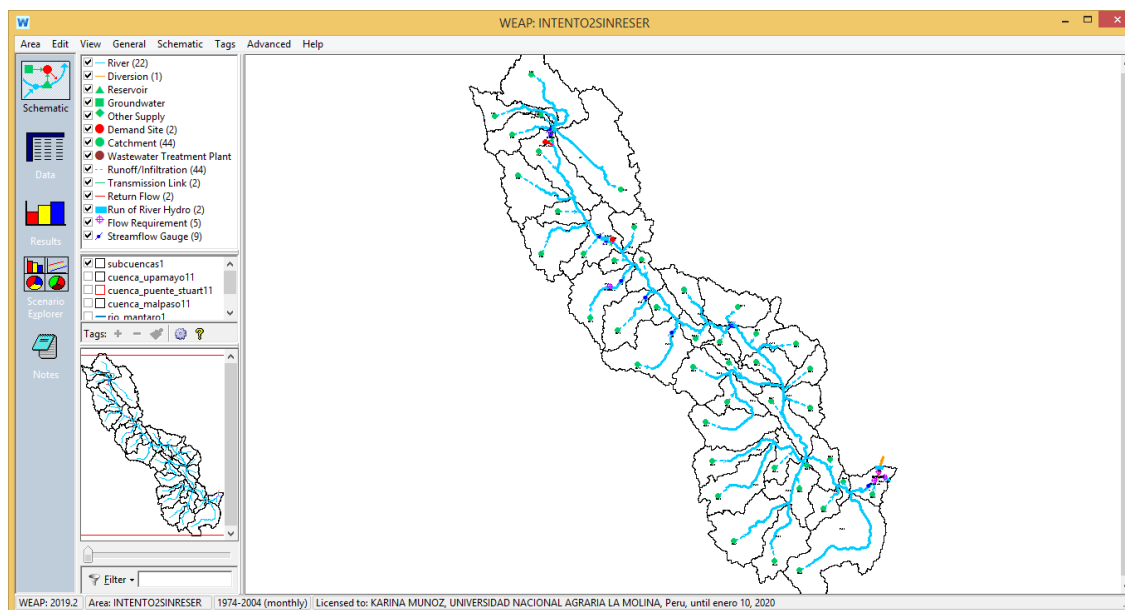 WEAP: INTENTO2SINRESER
Area Edit View General Schematic Tags Advanced Help
Schematic
Data
Results
Scenario Explorer
Notes
River (22)
Diversion (1)
Reservoir
Groundwater
Other Supply
Demand Site (2)
Catchment (44)
Wastewater Treatment Plant
Runoff/Infiltration (44)
Transmission Link (2)
Return Flow (2)
Run of River Hydro (2)
Flow Requirement (5)
Streamflow Gauge (9)
subcuencas1
cuenca_upamayo11
cuenca_puente_stuart11
cuenca_malpaso11
rio_mantaro1
Tags:
Filter
WEAP: 2019.2 Area: INTENTO2SINRESER 1974-2004 (monthly) Licensed to: KARINA MUNOZ, UNIVERSIDAD NACIONAL AGRARIA LA MOLINA, Peru, until enero 10, 2020